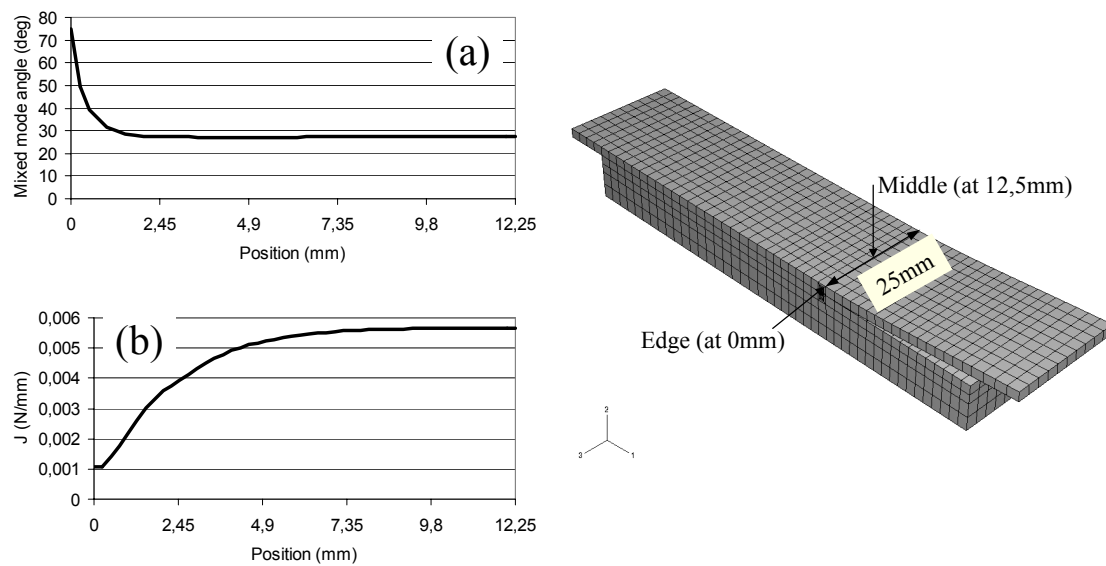 Mixed mode angle (deg)
80
70
60
50
40
30
20
10
0
(a)
0 2,45 4,9 7,35 9,8 12,25
Position (mm)
J (N/mm)
0,006
0,005
0,004
0,003
0,002
0,001
0
(b)
0 2,45 4,9 7,35 9,8 12,25
Position (mm)
Middle (at 12,5mm)
25mm
Edge (at 0mm)
2
3
1